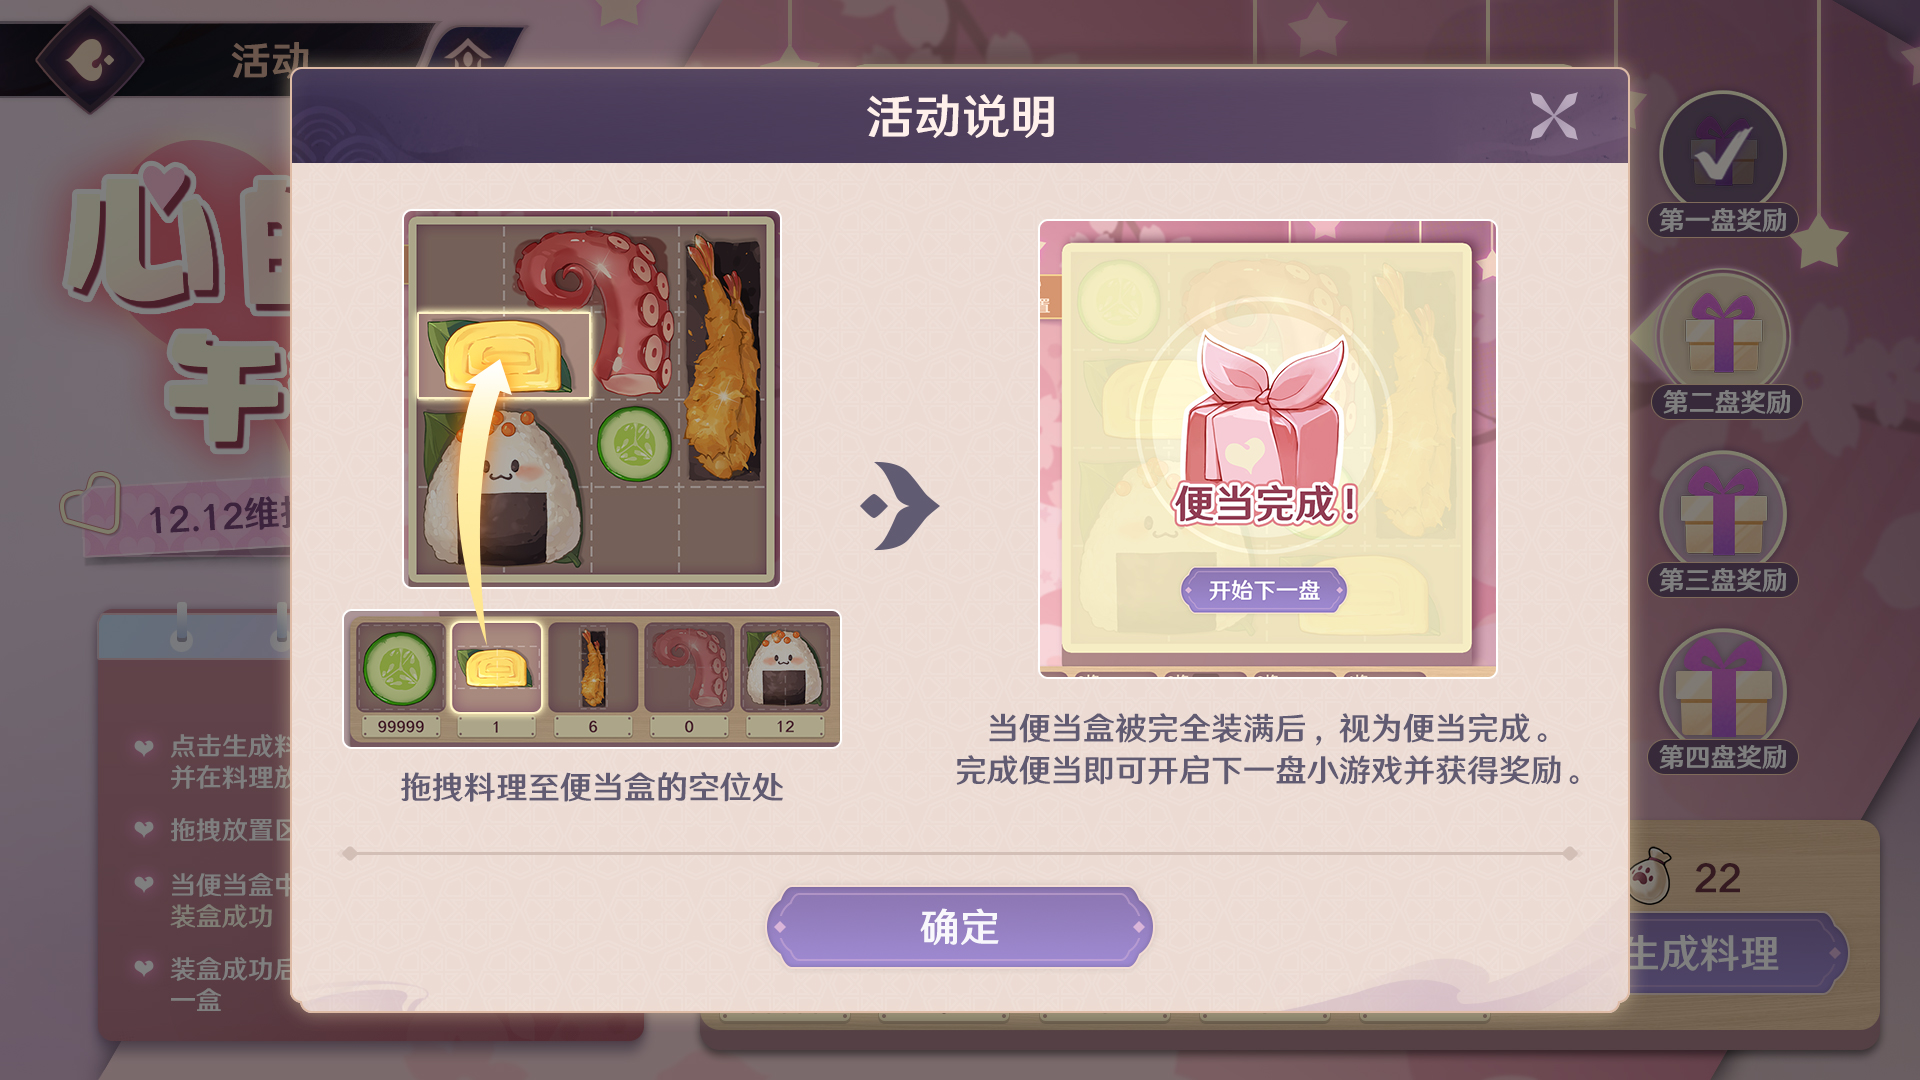 活动
活动说明
第一盘奖励
第二盘奖励
第三盘奖励
第四盘奖励
心
12.12维
点击生成料
并在料理放
拖拽放置区
当便当盒中
装盒成功
装盒成功后
一盒
99999
1
6
0
12
拖拽料理至便当盒的空位处
置
便当完成！
开始下一盘
当便当盒被完全装满后，视为便当完成。
完成便当即可开启下一盘小游戏并获得奖励。
确定
22
生成料理